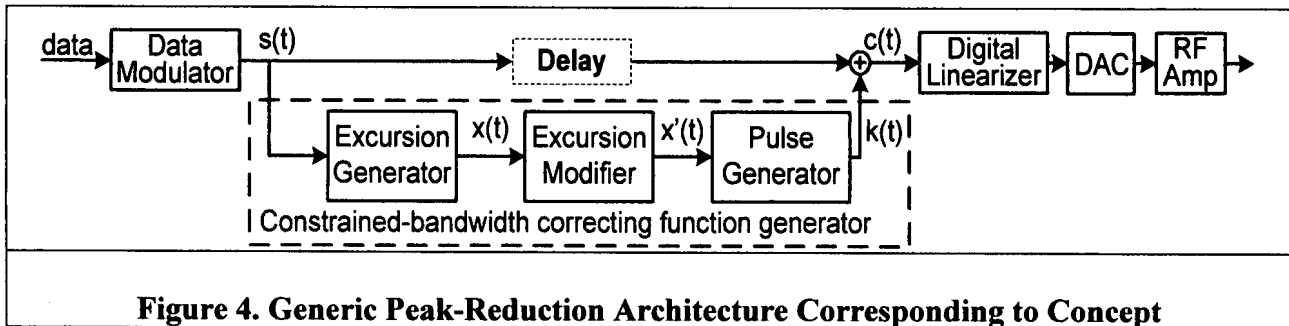 data
Data
Modulator
s(t)
Delay
c(t)
Digital
Linearizer
DAC
RF
Amp
Excursion
Generator
x(t)
Excursion
Modifier
x'(t)
Pulse
Generator
k(t)
Constrained-bandwidth correcting function generator
Figure 4. Generic Peak-Reduction Architecture Corresponding to Concept